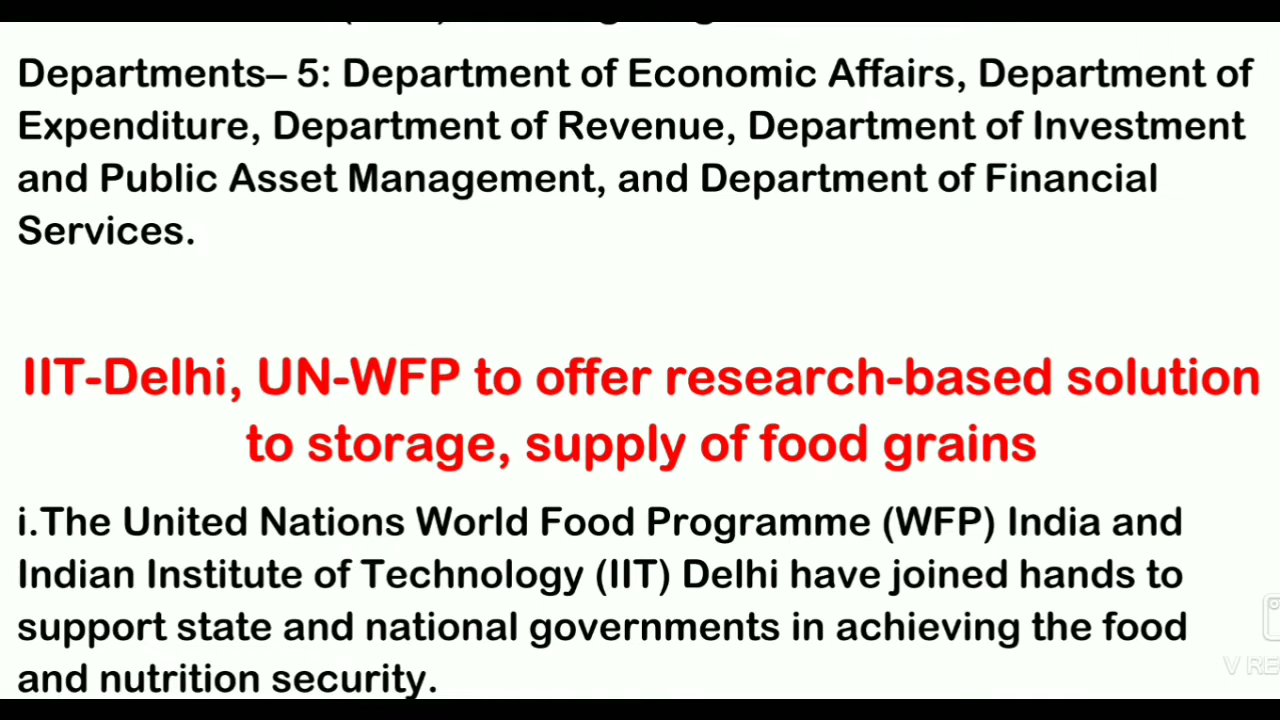 Departments– 5: Department of Economic Affairs, Department of
Expenditure, Department of Revenue, Department of Investment
and Public Asset Management, and Department of Financial
Services.
IIT-Delhi, UN-WFP to offer research-based solution
to storage, supply of food grains
i.The United Nations World Food Programme (WFP) India and
Indian Institute of Technology (IIT) Delhi have joined hands to
support state and national governments in achieving the food
and nutrition security.